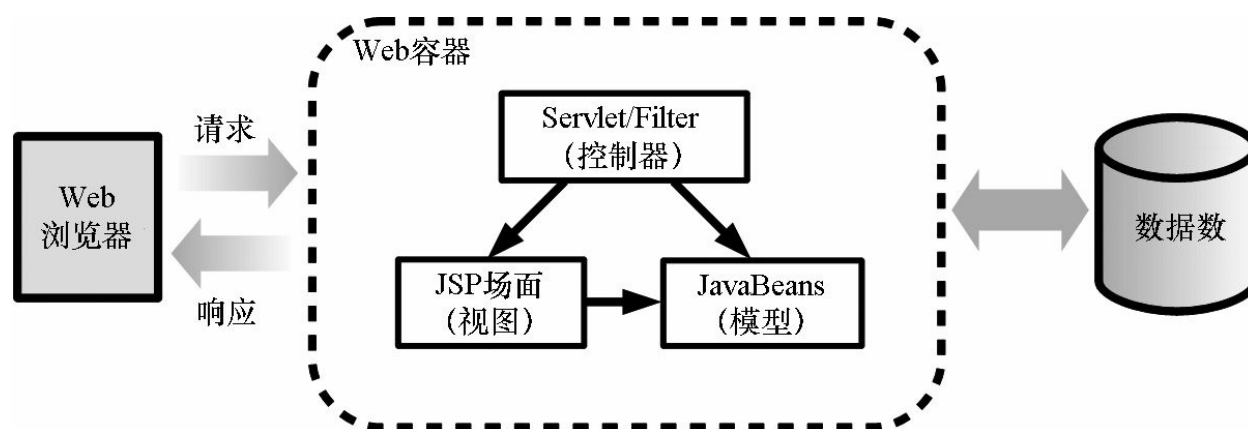 Web容器
Servlet/Filter
（控制器）
请求
Web
浏览器
响应
JSP场面
（视图）
JavaBeans
（模型）
数据数